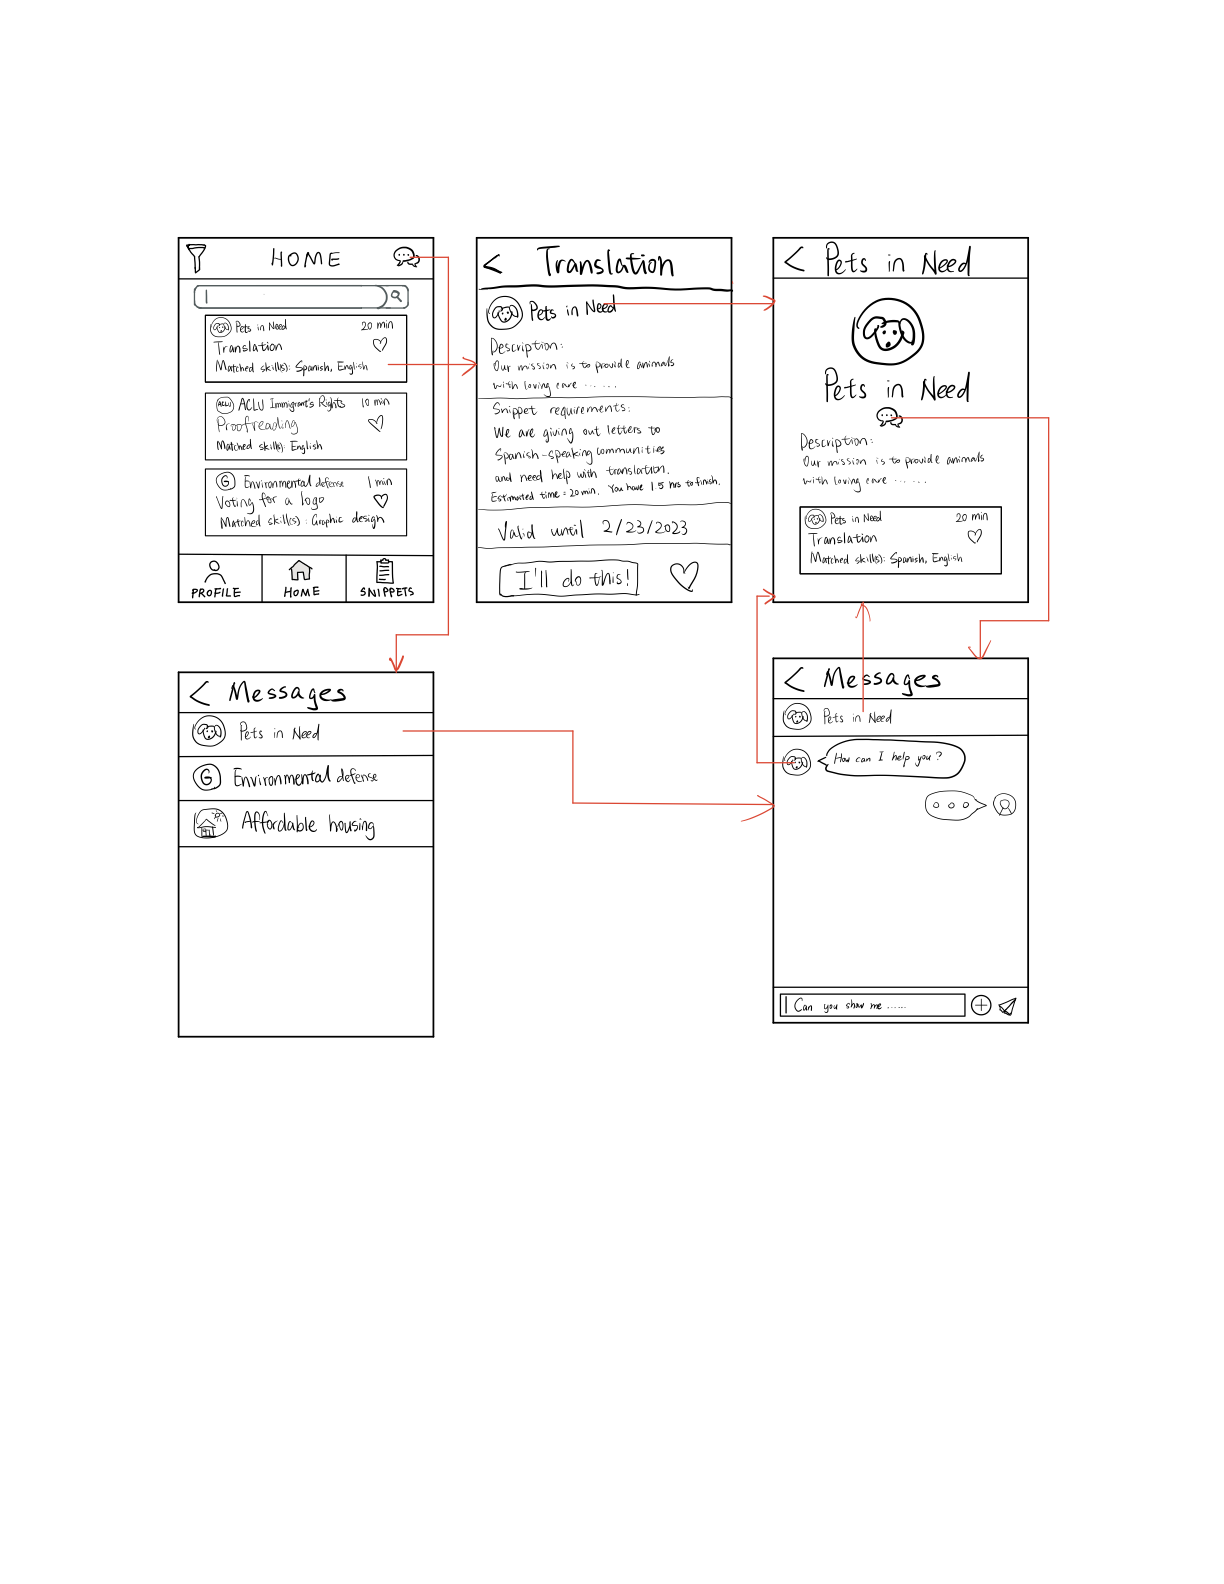 HOME
Pets in Need 20 min
Translation
Matched skill(s): Spanish, English
ACLU ACLU Immigrant's Rights 10 min
Proofreading
Matched skill(s): English
G Environmental defense 1 min
Voting for a logo
Matched skill(s): Graphic design
PROFILE HOME SNIPPETS
Translation
Pets in Need
Description:
Our mission is to provide animals
with loving care ......
Snippet requirements:
We are giving out letters to
Spanish-speaking communities
and need help with translation.
Estimated time = 20 min. You have 1.5 hrs to finish.
Valid until 2/23/2023
I'll do this!
Pets in Need
Pets in Need
Description:
Our mission is to provide animals
with loving care ......
Pets in Need 20 min
Translation
Matched skill(s): Spanish, English
Messages
Pets in Need
G Environmental defense
Affordable housing
Messages
Pets in Need
How can I help you?
Can you show me ......